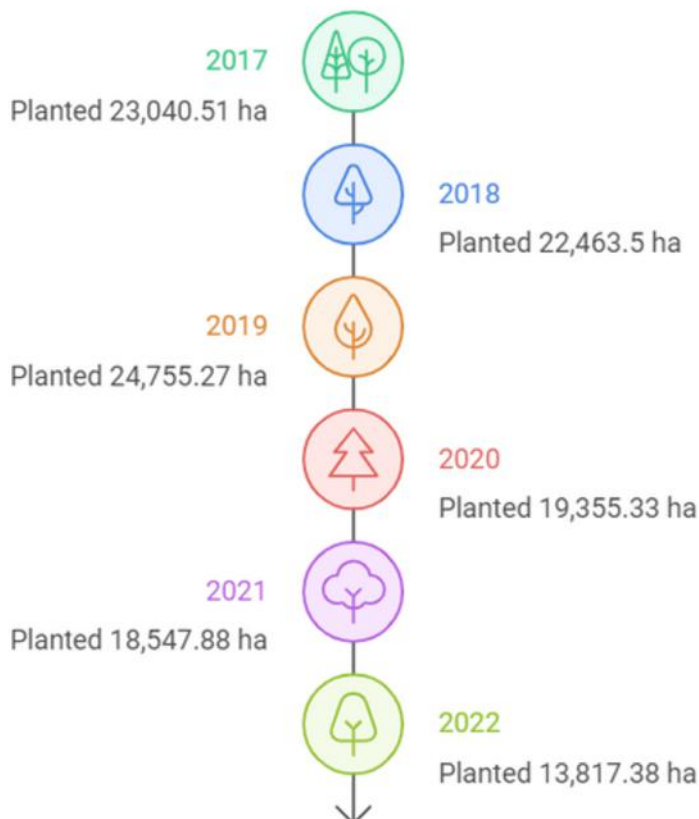 2017
Planted 23,040.51 ha
2018
Planted 22,463.5 ha
2019
Planted 24,755.27 ha
2020
Planted 19,355.33 ha
2021
Planted 18,547.88 ha
2022
Planted 13,817.38 ha